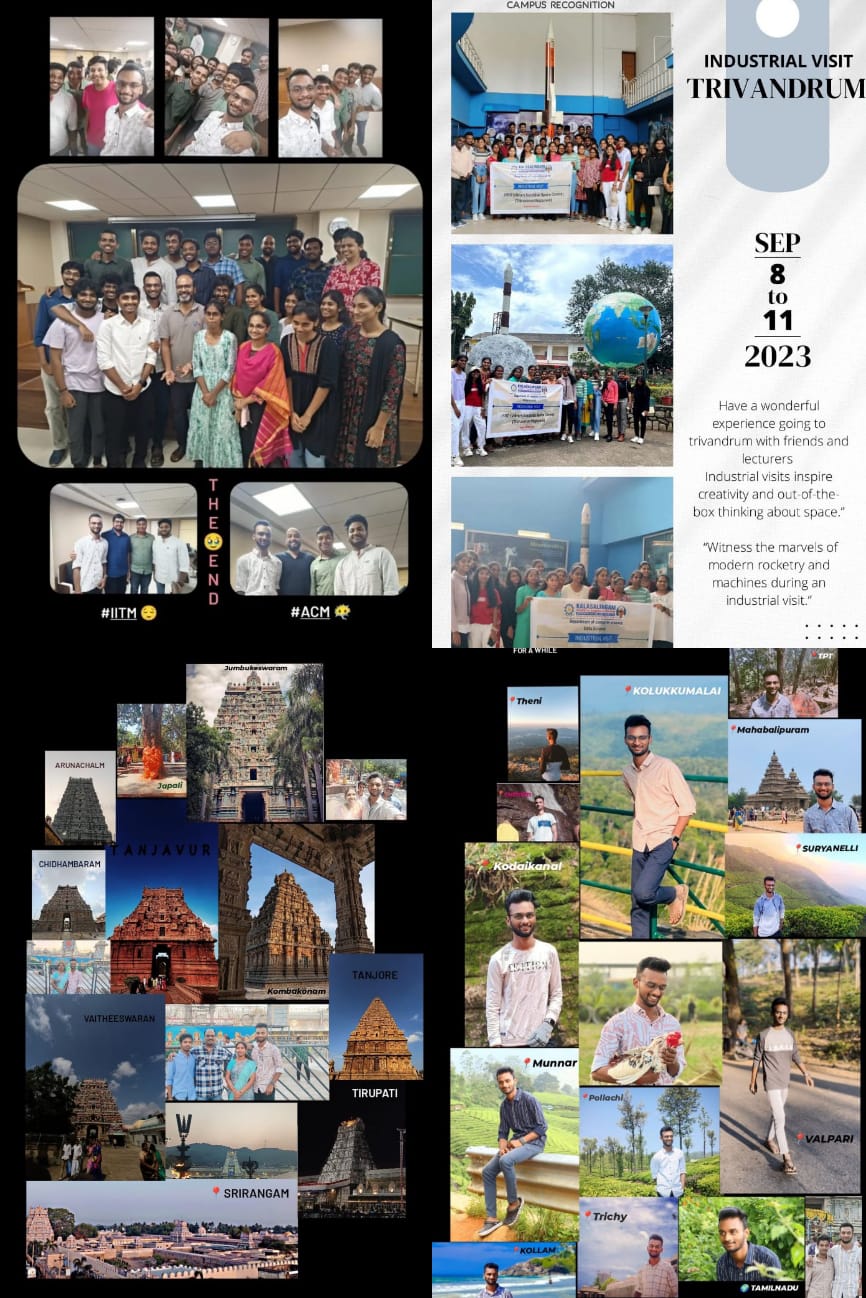 THE
END
#IITM
#ACM
CAMPUS RECOGNITION
INDUSTRIAL VISIT
TRIVANDRUM
SEP
8
to
11
2023
Have a wonderful
experience going to
trivandrum with friends and
lecturers
Industrial visits inspire
creativity and out-of-the-
box thinking about space.”
“Witness the marvels of
modern rocketry and
machines during an
industrial visit.”
KALASALINGAM
INDUSTRIAL VISIT
Jumbukeswaram
ARUNACHALM
Japali
TANJAVUR
CHIDHAMBARAM
Kombakonam
TANJORE
VAITHEESWARAN
TIRUPATI
SRIRANGAM
FOR A WHILE
TPT
Theni
KOLUKKUMALAI
Mahabalipuram
Kodaikanal
SURYANELLI
Munnar
Pollachi
VALPARI
Trichy
KOLLAM
TAMILNADU